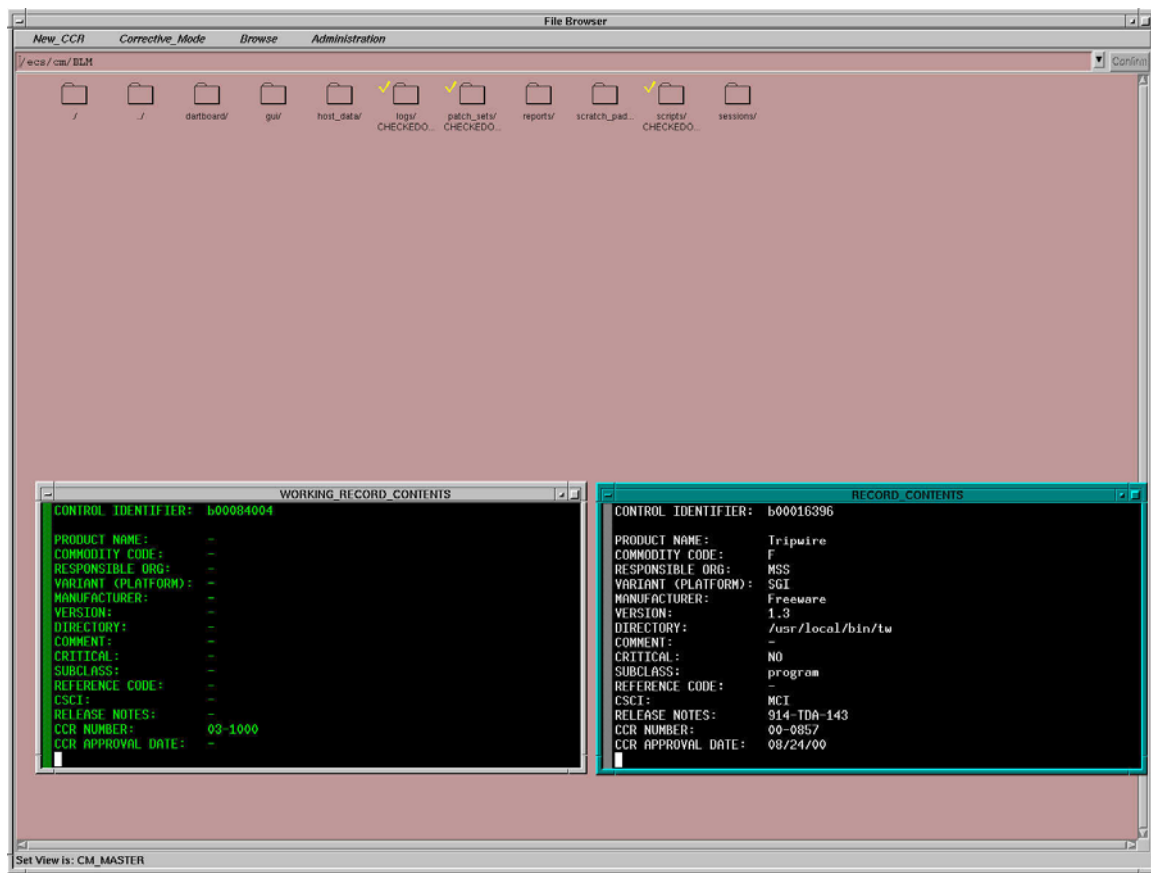 File Browser
New_CCR Corrective_Mode Browse Administration
/ecs/cm/BLM Confirm
./ ../ dartboard/ gui/ host_data/ logs/ patch_sets/ reports/ scratch_pad... scripts/ sessions/
CHECKEDO... CHECKEDO... CHECKEDO...
WORKING_RECORD_CONTENTS
CONTROL IDENTIFIER: b00084004
PRODUCT NAME: -
COMMODITY CODE: -
RESPONSIBLE ORG: -
VARIANT (PLATFORM): -
MANUFACTURER: -
VERSION: -
DIRECTORY: -
COMMENT: -
CRITICAL: -
SUBCLASS: -
REFERENCE CODE: -
CSCI: -
RELEASE NOTES: -
CCR NUMBER: 03-1000
CCR APPROVAL DATE: -
RECORD_CONTENTS
CONTROL IDENTIFIER: b00016396
PRODUCT NAME: Tripwire
COMMODITY CODE: F
RESPONSIBLE ORG: MSS
VARIANT (PLATFORM): SGI
MANUFACTURER: Freeware
VERSION: 1.3
DIRECTORY: /usr/local/bin/tw
COMMENT: -
CRITICAL: NO
SUBCLASS: program
REFERENCE CODE: -
CSCI: MCI
RELEASE NOTES: 914-TDA-143
CCR NUMBER: 00-0857
CCR APPROVAL DATE: 08/24/00
Set View is: CM_MASTER